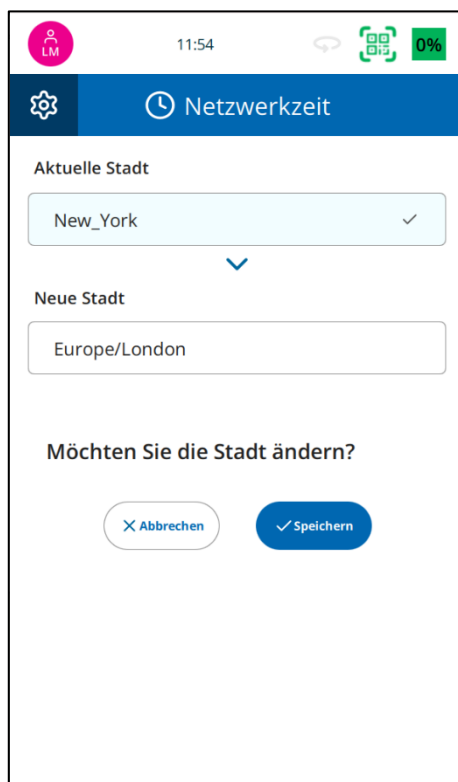 LM
11:54
0%
Netzwerkzeit
Aktuelle Stadt
New_York
Neue Stadt
Europe/London
Möchten Sie die Stadt ändern?
Abbrechen
Speichern